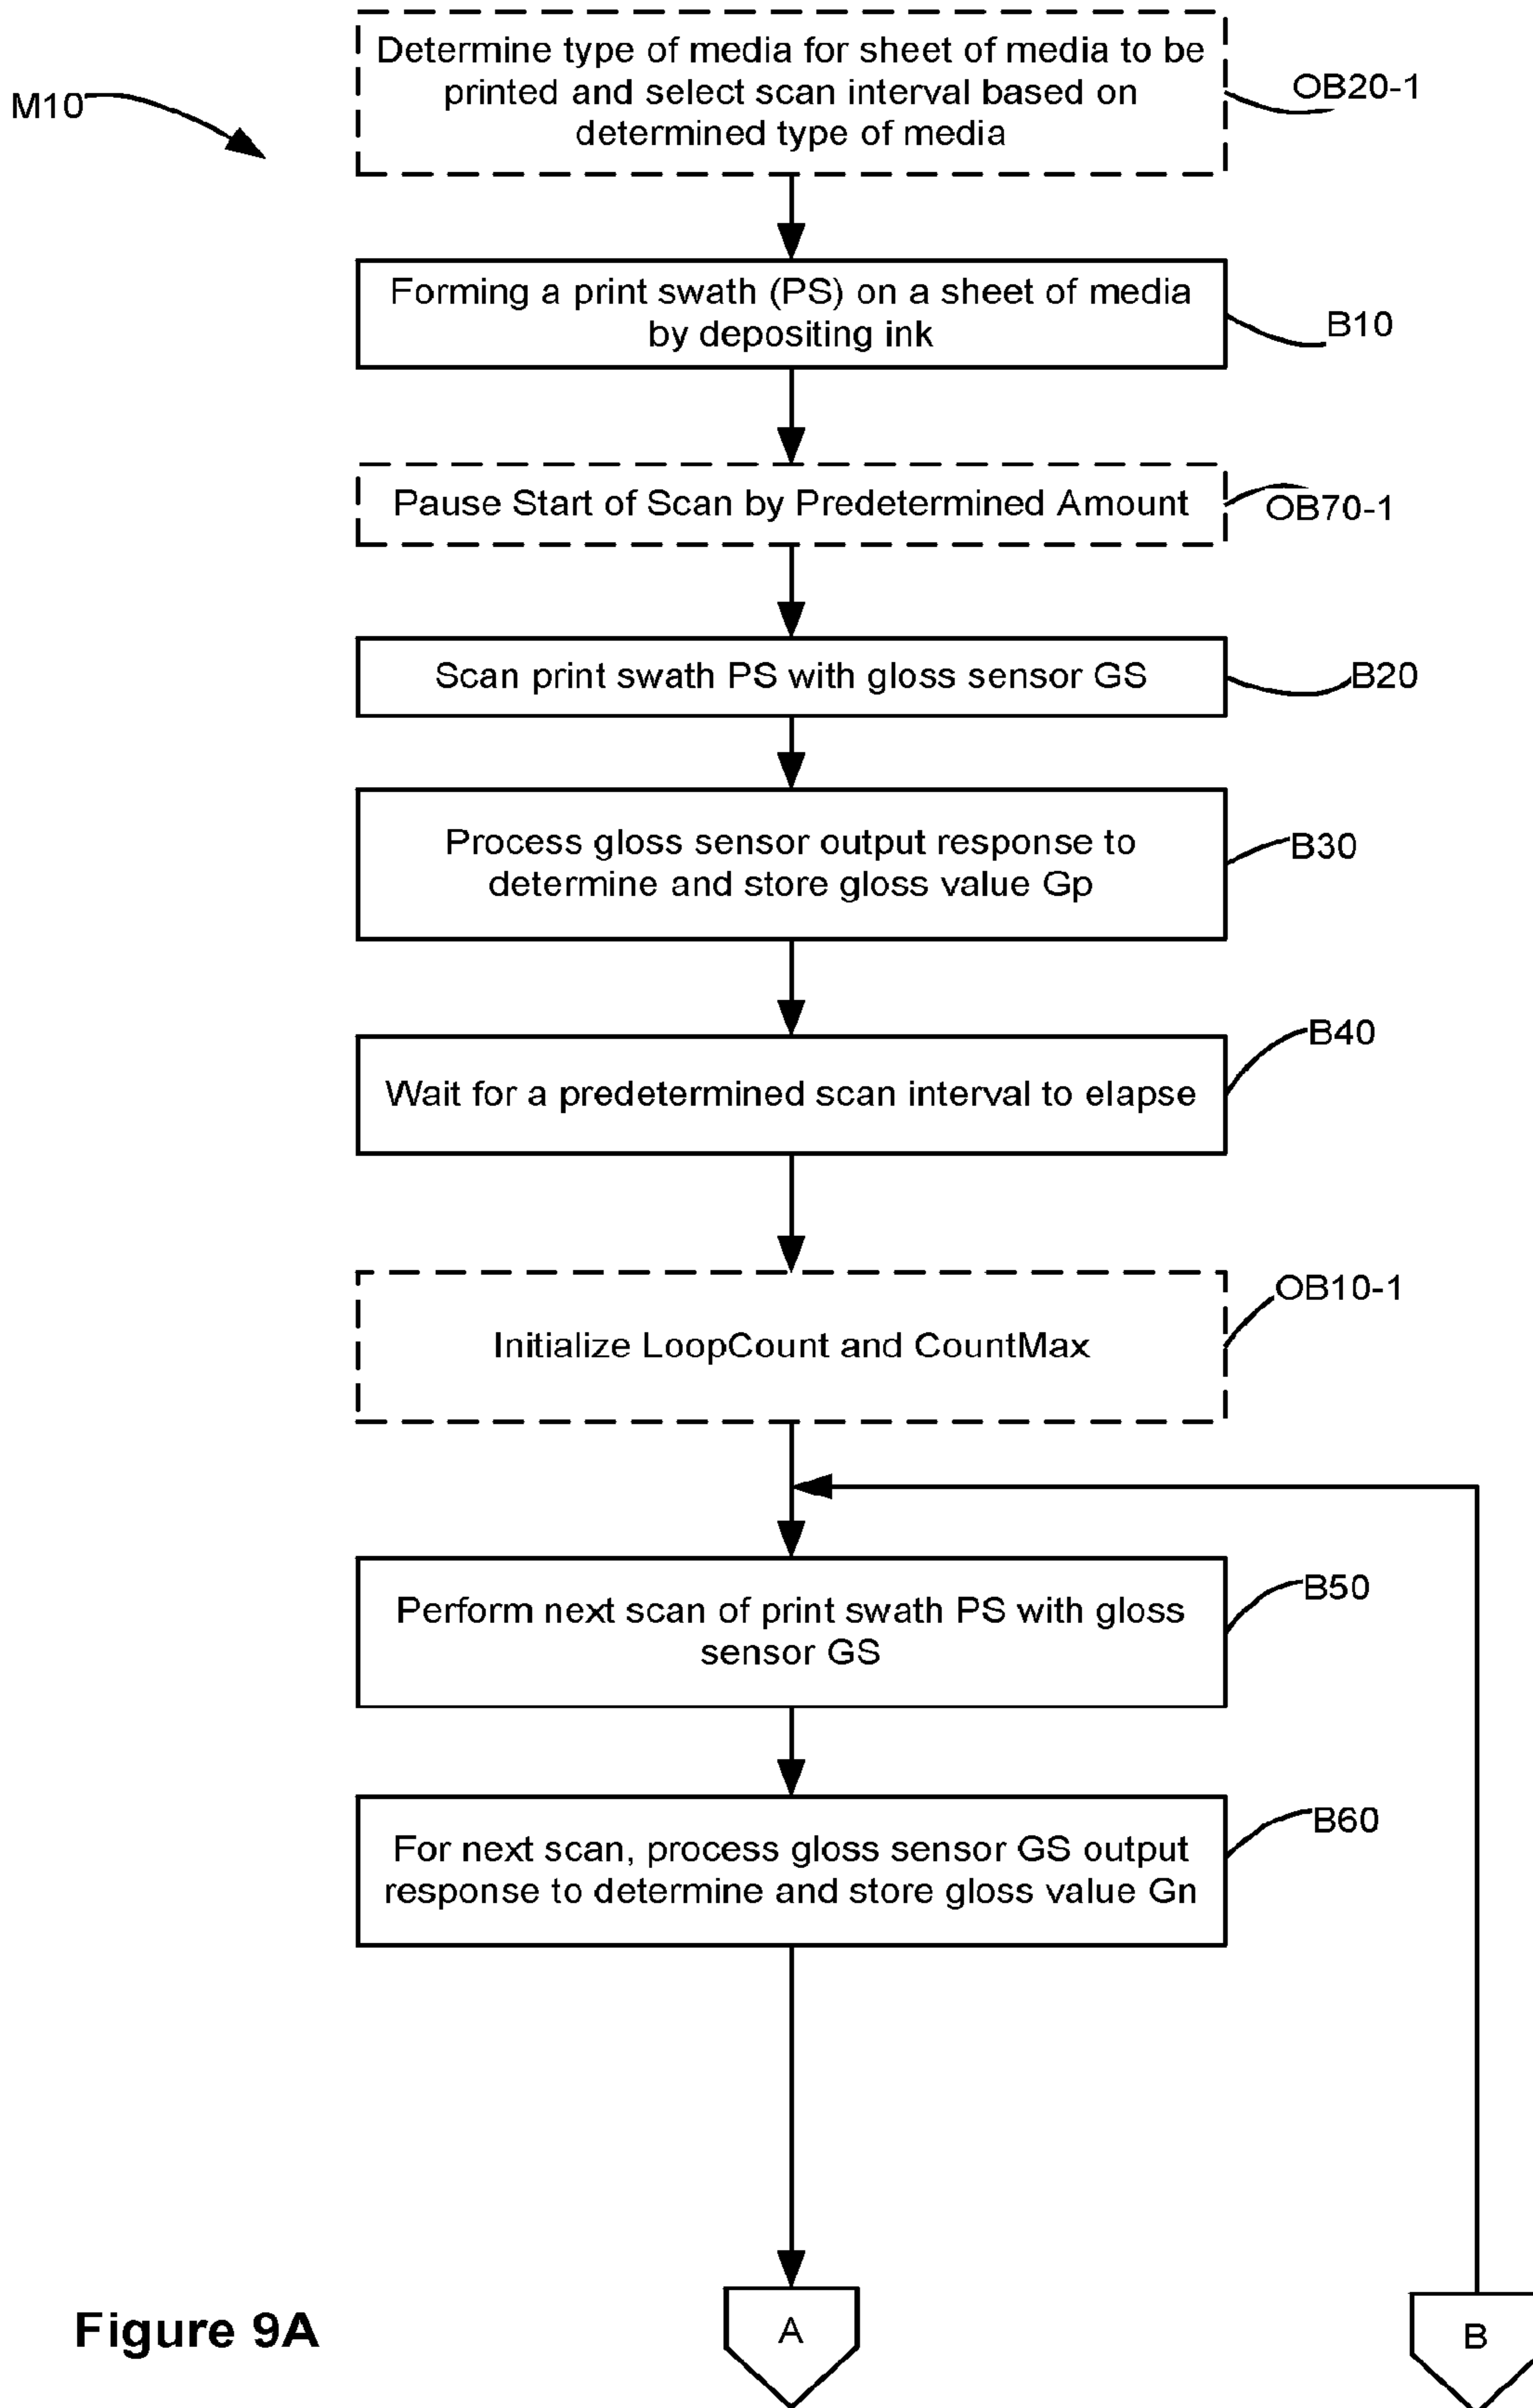 Determine type of media for sheet of media to be
printed and select scan interval based on
determined type of media
OB20-1
M10
Forming a print swath (PS) on a sheet of media
by depositing ink
B10
Pause Start of Scan by Predetermined Amount
OB70-1
Scan print swath PS with gloss sensor GS
B20
Process gloss sensor output response to
determine and store gloss value Gp
B30
Wait for a predetermined scan interval to elapse
B40
Initialize LoopCount and CountMax
OB10-1
Perform next scan of print swath PS with gloss
sensor GS
B50
For next scan, process gloss sensor GS output
response to determine and store gloss value Gn
B60
Figure 9A
A
B